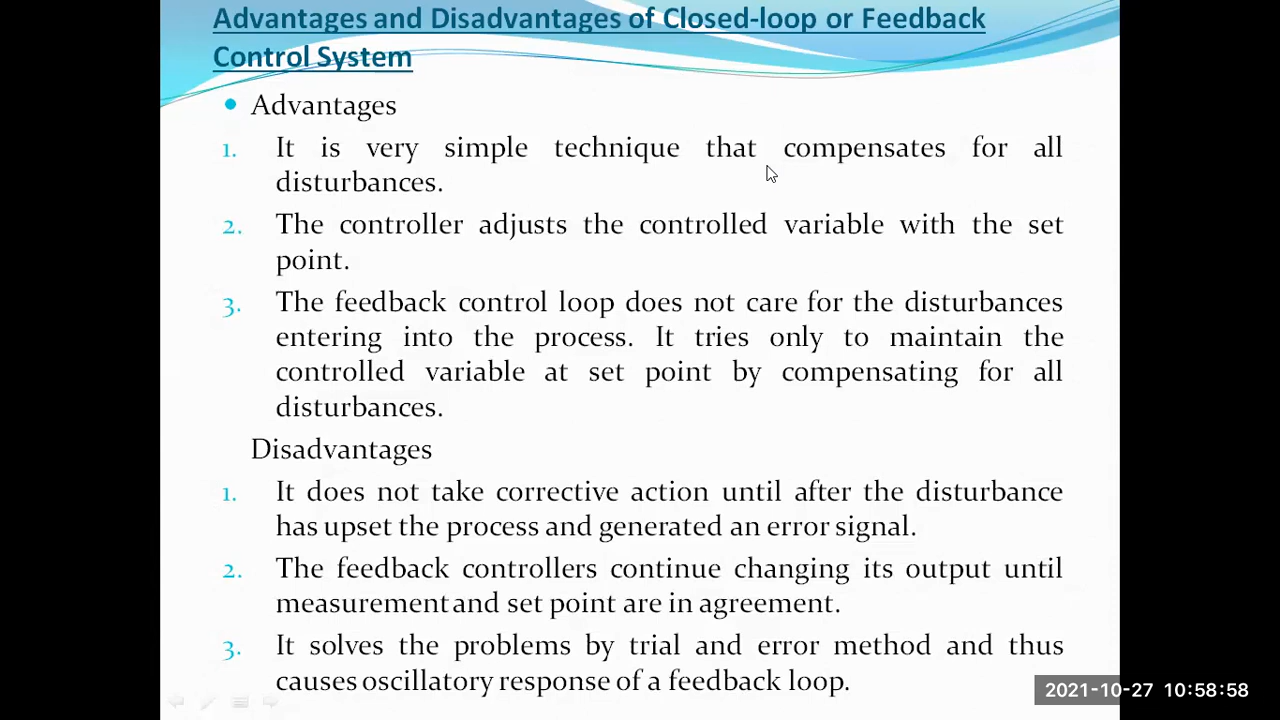 Advantages and Disadvantages of Closed-loop or Feedback
Control System
• Advantages
1. It is very simple technique that compensates for all
disturbances.
2. The controller adjusts the controlled variable with the set
point.
3. The feedback control loop does not care for the disturbances
entering into the process. It tries only to maintain the
controlled variable at set point by compensating for all
disturbances.
Disadvantages
1. It does not take corrective action until after the disturbance
has upset the process and generated an error signal.
2. The feedback controllers continue changing its output until
measurement and set point are in agreement.
3. It solves the problems by trial and error method and thus
causes oscillatory response of a feedback loop.
2021-10-27 10:58:58